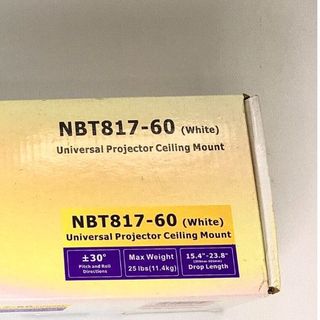 NBT817-60 (White)
Universal Projector Ceiling Mount
NBT817-60 (White)
Universal Projector Ceiling Mount
±30°
Pitch and Roll
Directions
Max Weight
25 lbs(11.4kg)
15.4"-23.8"
Drop Length